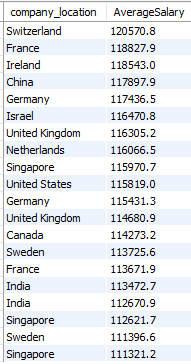 company_location AverageSalary
Switzerland 120570.8
France 118827.9
Ireland 118543.0
China 117897.9
Germany 117436.5
Israel 116470.8
United Kingdom 116305.2
Netherlands 116066.5
Singapore 115970.7
United States 115819.0
Germany 115431.3
United Kingdom 114680.9
Canada 114273.2
Sweden 113725.6
France 113671.9
India 113472.7
India 112670.9
Singapore 112621.7
Sweden 111396.6
Singapore 111321.2